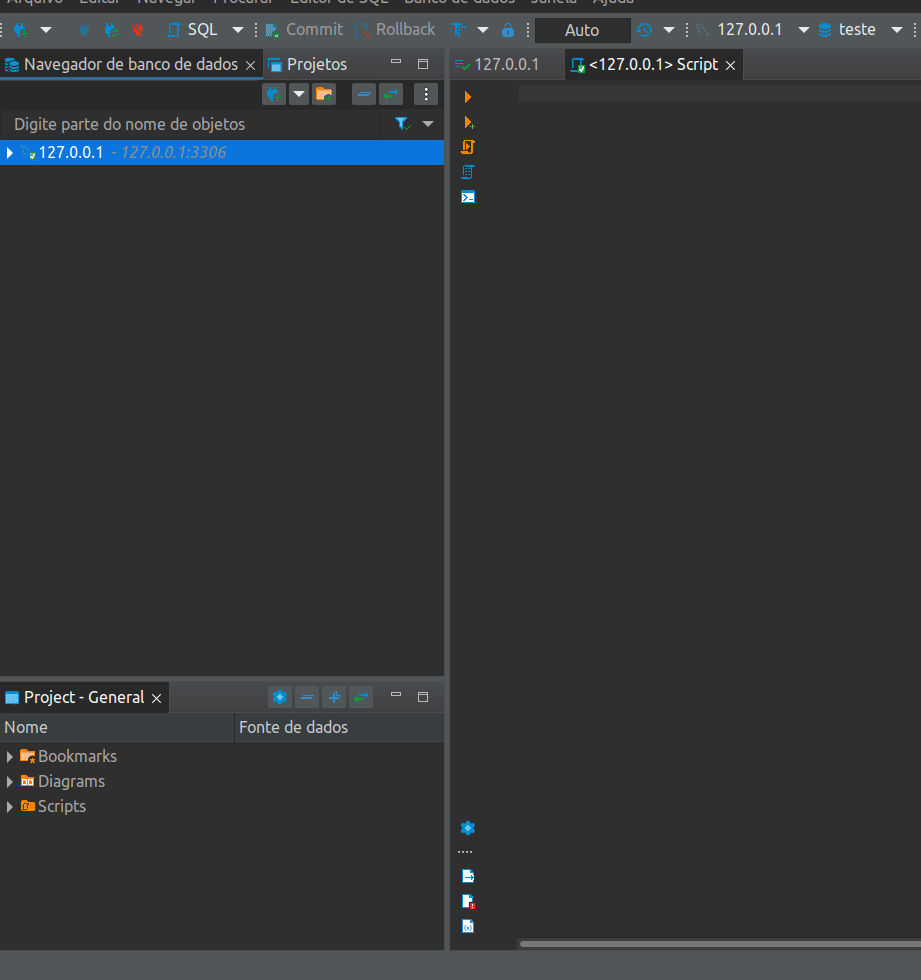 Arquivo Editar Navegar Procurar Editor de SQL Banco de dados Janela Ajuda
SQL Commit Rollback Auto 127.0.0.1 teste
Navegador de banco de dados Projetos
127.0.0.1 <127.0.0.1> Script
Digite parte do nome de objetos
127.0.0.1 - 127.0.0.1:3306
Project - General
Nome Fonte de dados
Bookmarks
Diagrams
Scripts